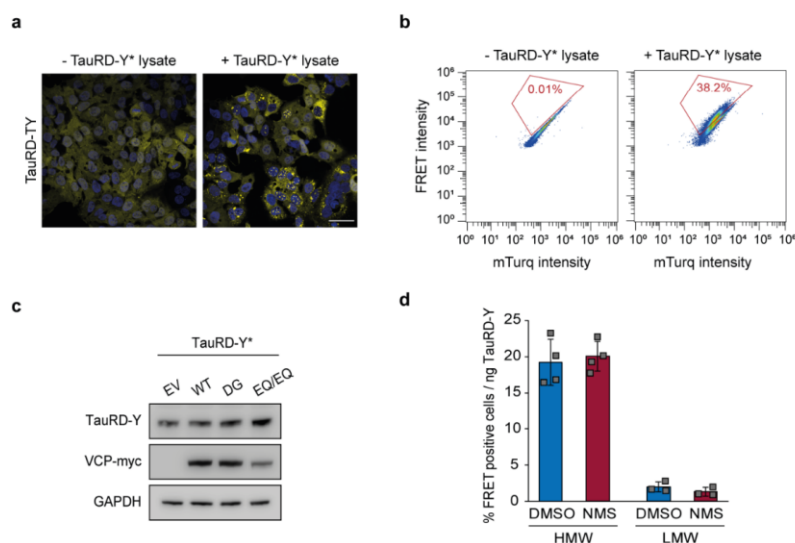 a
- TauRD-Y* lysate
+ TauRD-Y* lysate
TauRD-TY
b
- TauRD-Y* lysate
+ TauRD-Y* lysate
FRET intensity
10⁶
10⁵
10⁴
10³
10²
10¹
10⁰
0.01%
38.2%
10⁰ 10¹ 10² 10³ 10⁴ 10⁵ 10⁶
10⁰ 10¹ 10² 10³ 10⁴ 10⁵ 10⁶
mTurq intensity
mTurq intensity
c
TauRD-Y*
EV WT DG EQ/EQ
TauRD-Y
VCP-myc
GAPDH
d
% FRET positive cells / ng TauRD-Y
25
20
15
10
5
0
DMSO NMS DMSO NMS
HMW LMW